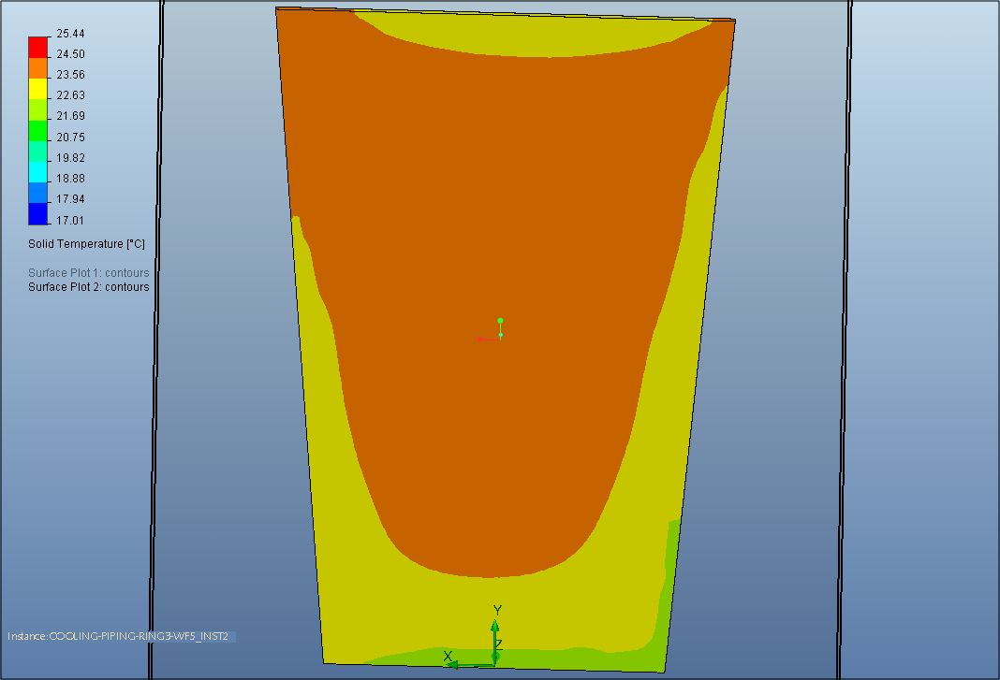 25.44
24.50
23.56
22.63
21.69
20.75
19.82
18.88
17.94
17.01
Solid Temperature [°C]
Surface Plot 1: contours
Surface Plot 2: contours
Y
Z
X
Instance:COOLING-PIPING-RING3-WF5_INST2